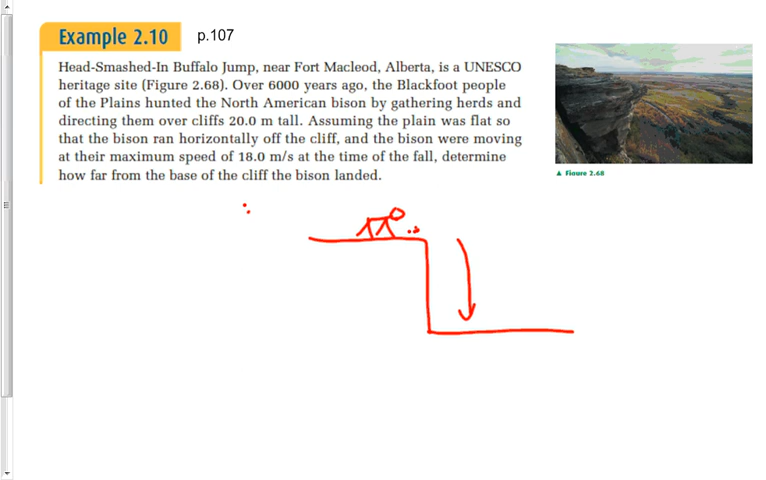 Example 2.10
p.107
Head-Smashed-In Buffalo Jump, near Fort Macleod, Alberta, is a UNESCO
heritage site (Figure 2.68). Over 6000 years ago, the Blackfoot people
of the Plains hunted the North American bison by gathering herds and
directing them over cliffs 20.0 m tall. Assuming the plain was flat so
that the bison ran horizontally off the cliff, and the bison were moving
at their maximum speed of 18.0 m/s at the time of the fall, determine
how far from the base of the cliff the bison landed.
▲ Figure 2.68